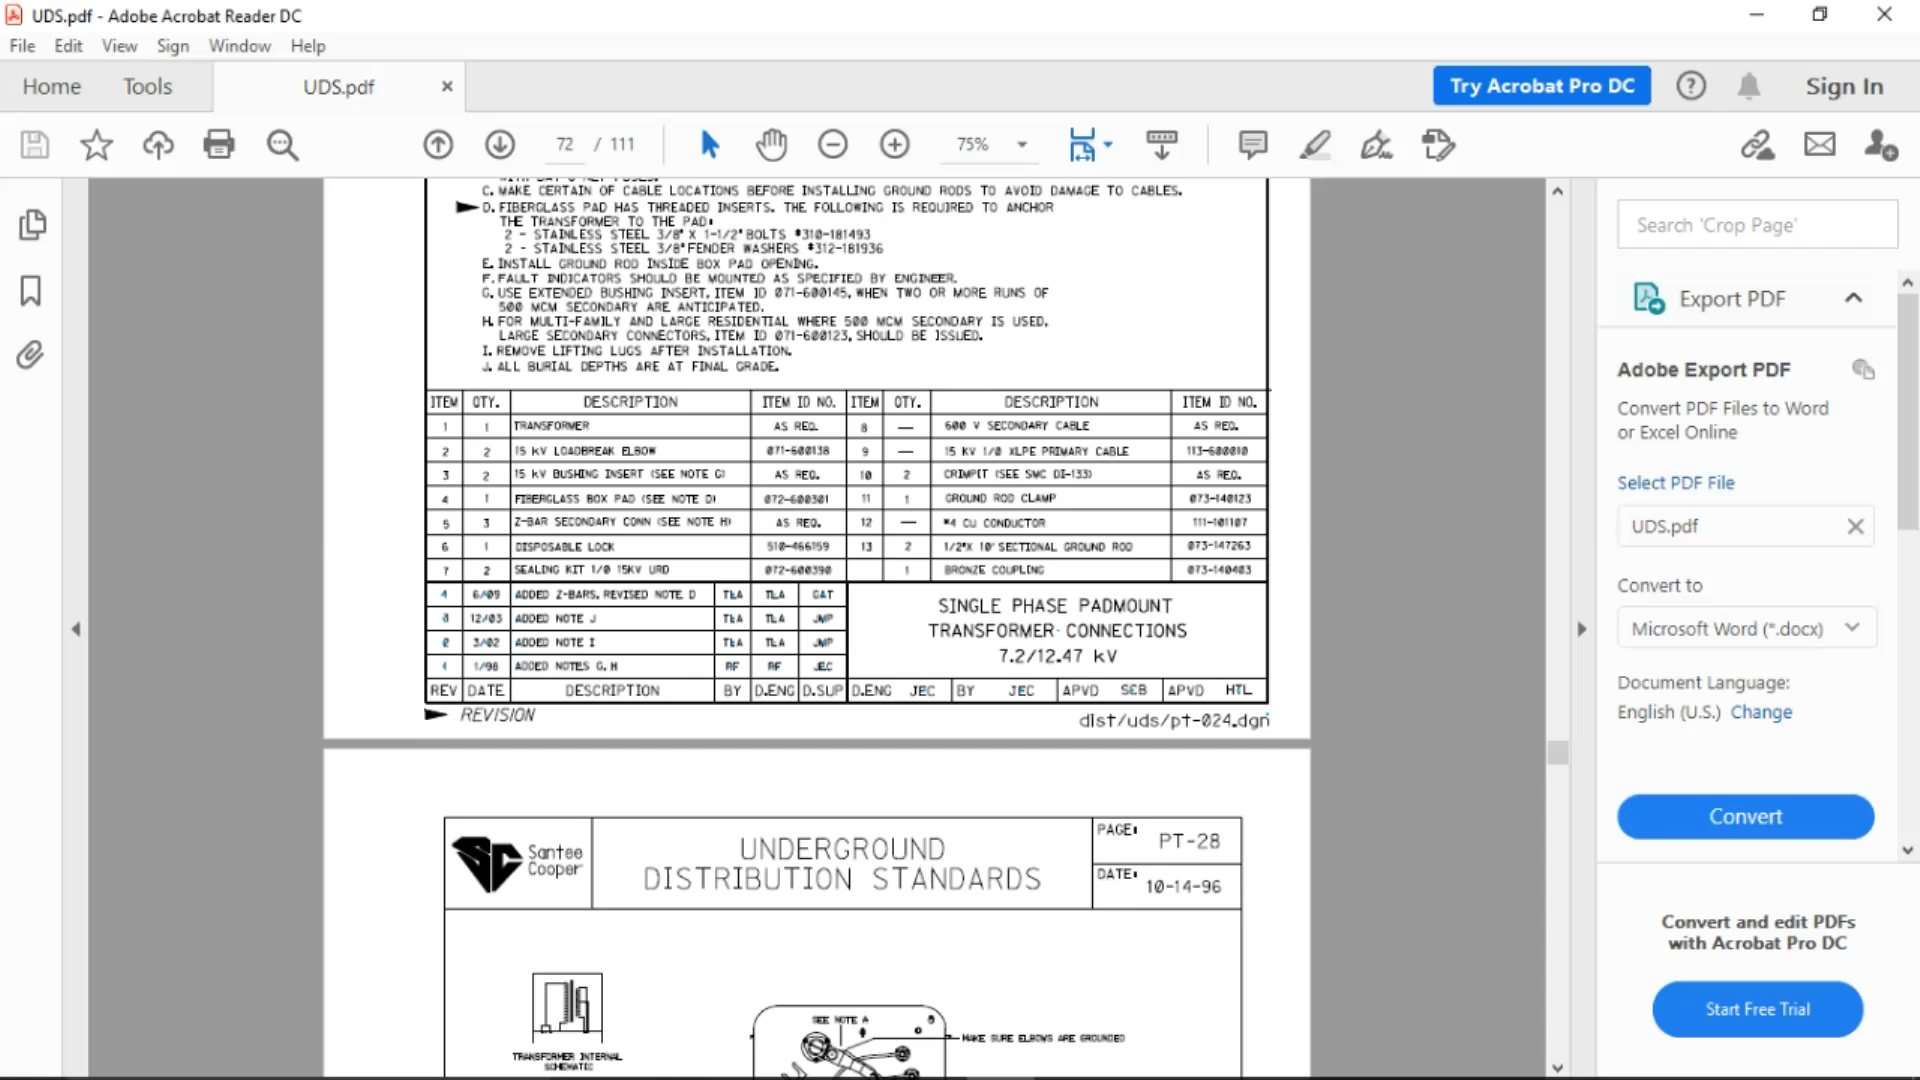 UDS.pdf - Adobe Acrobat Reader DC
File Edit View Sign Window Help
Home Tools UDS.pdf × Try Acrobat Pro DC ? Sign In
72 / 111 75%
C. MAKE CERTAIN OF CABLE LOCATIONS BEFORE INSTALLING GROUND RODS TO AVOID DAMAGE TO CABLES.
D. FIBERGLASS PAD HAS THREADED INSERTS. THE FOLLOWING IS REQUIRED TO ANCHOR
THE TRANSFORMER TO THE PAD:
2 - STAINLESS STEEL 3/8" X 1-1/2" BOLTS #310-181493
2 - STAINLESS STEEL 3/8" FENDER WASHERS #312-181936
E. INSTALL GROUND ROD INSIDE BOX PAD OPENING.
F. FAULT INDICATORS SHOULD BE MOUNTED AS SPECIFIED BY ENGINEER.
G. USE EXTENDED BUSHING INSERT, ITEM ID 071-600145, WHEN TWO OR MORE RUNS OF
500 MCM SECONDARY ARE ANTICIPATED.
H. FOR MULTI-FAMILY AND LARGE RESIDENTIAL WHERE 500 MCM SECONDARY IS USED,
LARGE SECONDARY CONNECTORS, ITEM ID 071-600123, SHOULD BE ISSUED.
I. REMOVE LIFTING LUGS AFTER INSTALLATION.
J. ALL BURIAL DEPTHS ARE AT FINAL GRADE.
ITEM QTY. DESCRIPTION ITEM ID NO. ITEM QTY. DESCRIPTION ITEM ID NO.
1 1 TRANSFORMER AS REQ. 8 — 600 V SECONDARY CABLE AS REQ.
2 2 15 KV LOADBREAK ELBOW 071-600138 9 — 15 KV 1/0 XLPE PRIMARY CABLE 113-600010
3 2 15 KV BUSHING INSERT (SEE NOTE G) AS REQ. 10 2 CRIMPIT (SEE SMC DI-133) AS REQ.
4 1 FIBERGLASS BOX PAD (SEE NOTE D) 072-600301 11 1 GROUND ROD CLAMP 073-140123
5 3 Z-BAR SECONDARY CONN (SEE NOTE H) AS REQ. 12 — #4 CU CONDUCTOR 111-101107
6 1 DISPOSABLE LOCK 510-466159 13 2 1/2"X 10' SECTIONAL GROUND ROD 073-147263
7 2 SEALING KIT 1/0 15KV URD 072-600390 1 BRONZE COUPLING 073-140403
4 6/09 ADDED Z-BARS, REVISED NOTE D TLA TLA GAT
3 12/03 ADDED NOTE J TLA TLA JMP
2 3/02 ADDED NOTE I TLA TLA JMP
1 1/98 ADDED NOTES G, H RF RF JEC
SINGLE PHASE PADMOUNT
TRANSFORMER CONNECTIONS
7.2/12.47 kV
REV DATE DESCRIPTION BY D.ENG D.SUP D.ENG JEC BY JEC APVD SCB APVD HTL
REVISION dist/uds/pt-024.dgn
Santee
Cooper
UNDERGROUND
DISTRIBUTION STANDARDS
PAGE: PT-28
DATE: 10-14-96
SEE NOTE A
MAKE SURE ELBOWS ARE GROUNDED
TRANSFORMER INTERNAL
SCHEMATIC
Search 'Crop Page'
Export PDF
Adobe Export PDF
Convert PDF Files to Word
or Excel Online
Select PDF File
UDS.pdf
Convert to
Microsoft Word (*.docx)
Document Language:
English (U.S.) Change
Convert
Convert and edit PDFs
with Acrobat Pro DC
Start Free Trial